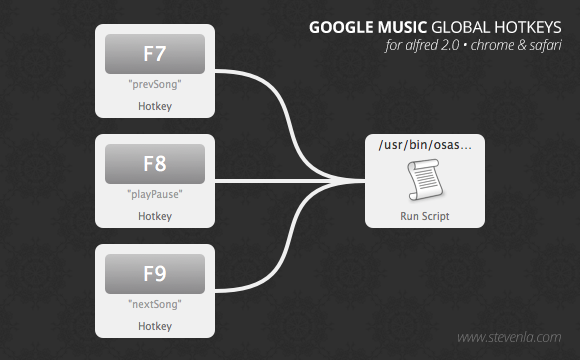 GOOGLE MUSIC GLOBAL HOTKEYS
for alfred 2.0 • chrome & safari
F7
"prevSong"
Hotkey
F8
"playPause"
Hotkey
F9
"nextSong"
Hotkey
/usr/bin/osas...
Run Script
www.stevenla.com